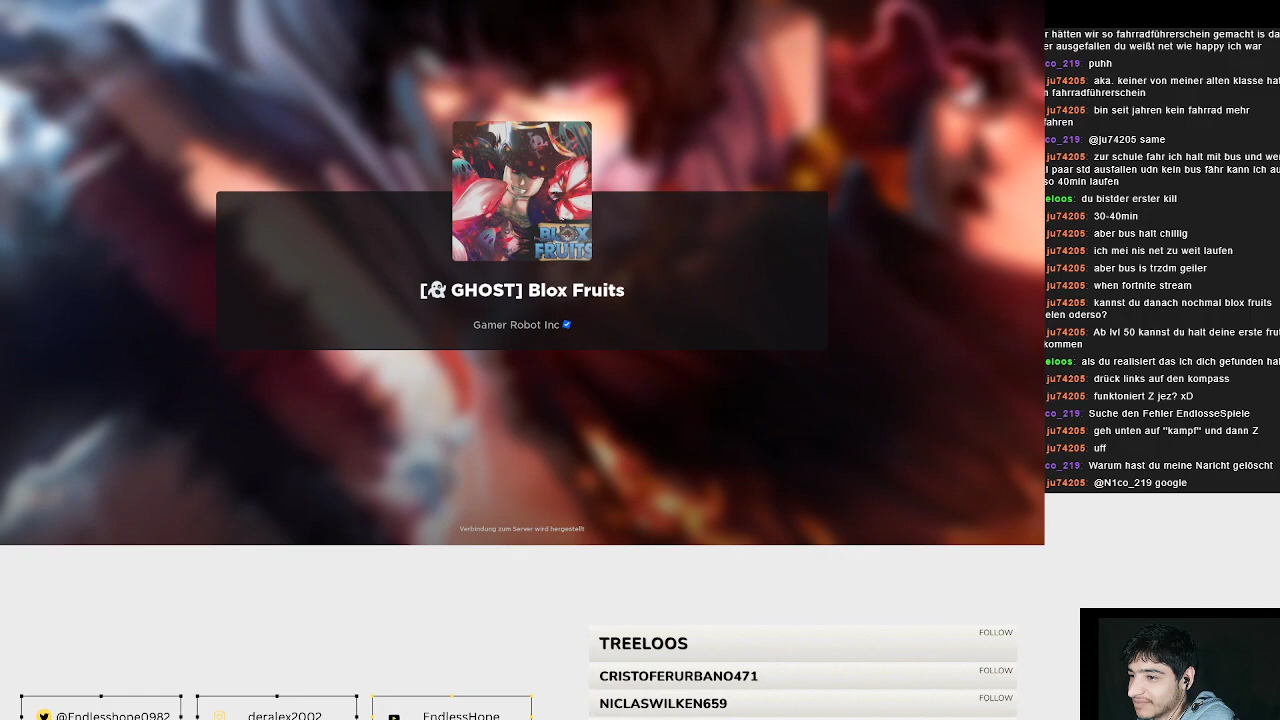 BLOX
FRUITS
[👻 GHOST] Blox Fruits
Gamer Robot Inc
Verbindung zum Server wird hergestellt
r hätten wir so fahradführerschein gemacht is da
er ausgefallen du weißt net wie happy ich war
co_219: puhh
ju74205: aka. keiner von meiner alten klasse hat
n fahrradführerschein
ju74205: bin seit jahren kein fahrrad mehr
fahren
co_219: @ju74205 same
ju74205: zur schule fahr ich halt mit bus und we
l paar std ausfallen udn kein bus fähr kann ich au
so 40min laufen
eloos: du bistder erster kill
ju74205: 30-40min
ju74205: aber bus halt chillig
ju74205: ich mei nis net zu weit laufen
ju74205: aber bus is trzdm geiler
ju74205: when fortnite stream
ju74205: kannst du danach nochmal blox fruits
elen oderso?
ju74205: Ab lvl 50 kannst du halt deine erste fru
kommen
eloos: als du realisiert das ich dich gefunden ha
ju74205: drück links auf den kompass
ju74205: funktoniert Z jez? xD
co_219: Suche den Fehler EndlosseSpiele
ju74205: geh unten auf "kampf" und dann Z
ju74205: uff
co_219: Warum hast du meine Naricht gelöscht
ju74205: @N1co_219 google
TREELOOS FOLLOW
CRISTOFERURBANO471 FOLLOW
NICLASWILKEN659 FOLLOW
@Endlesshope0982
deralex2002
EndlessHope